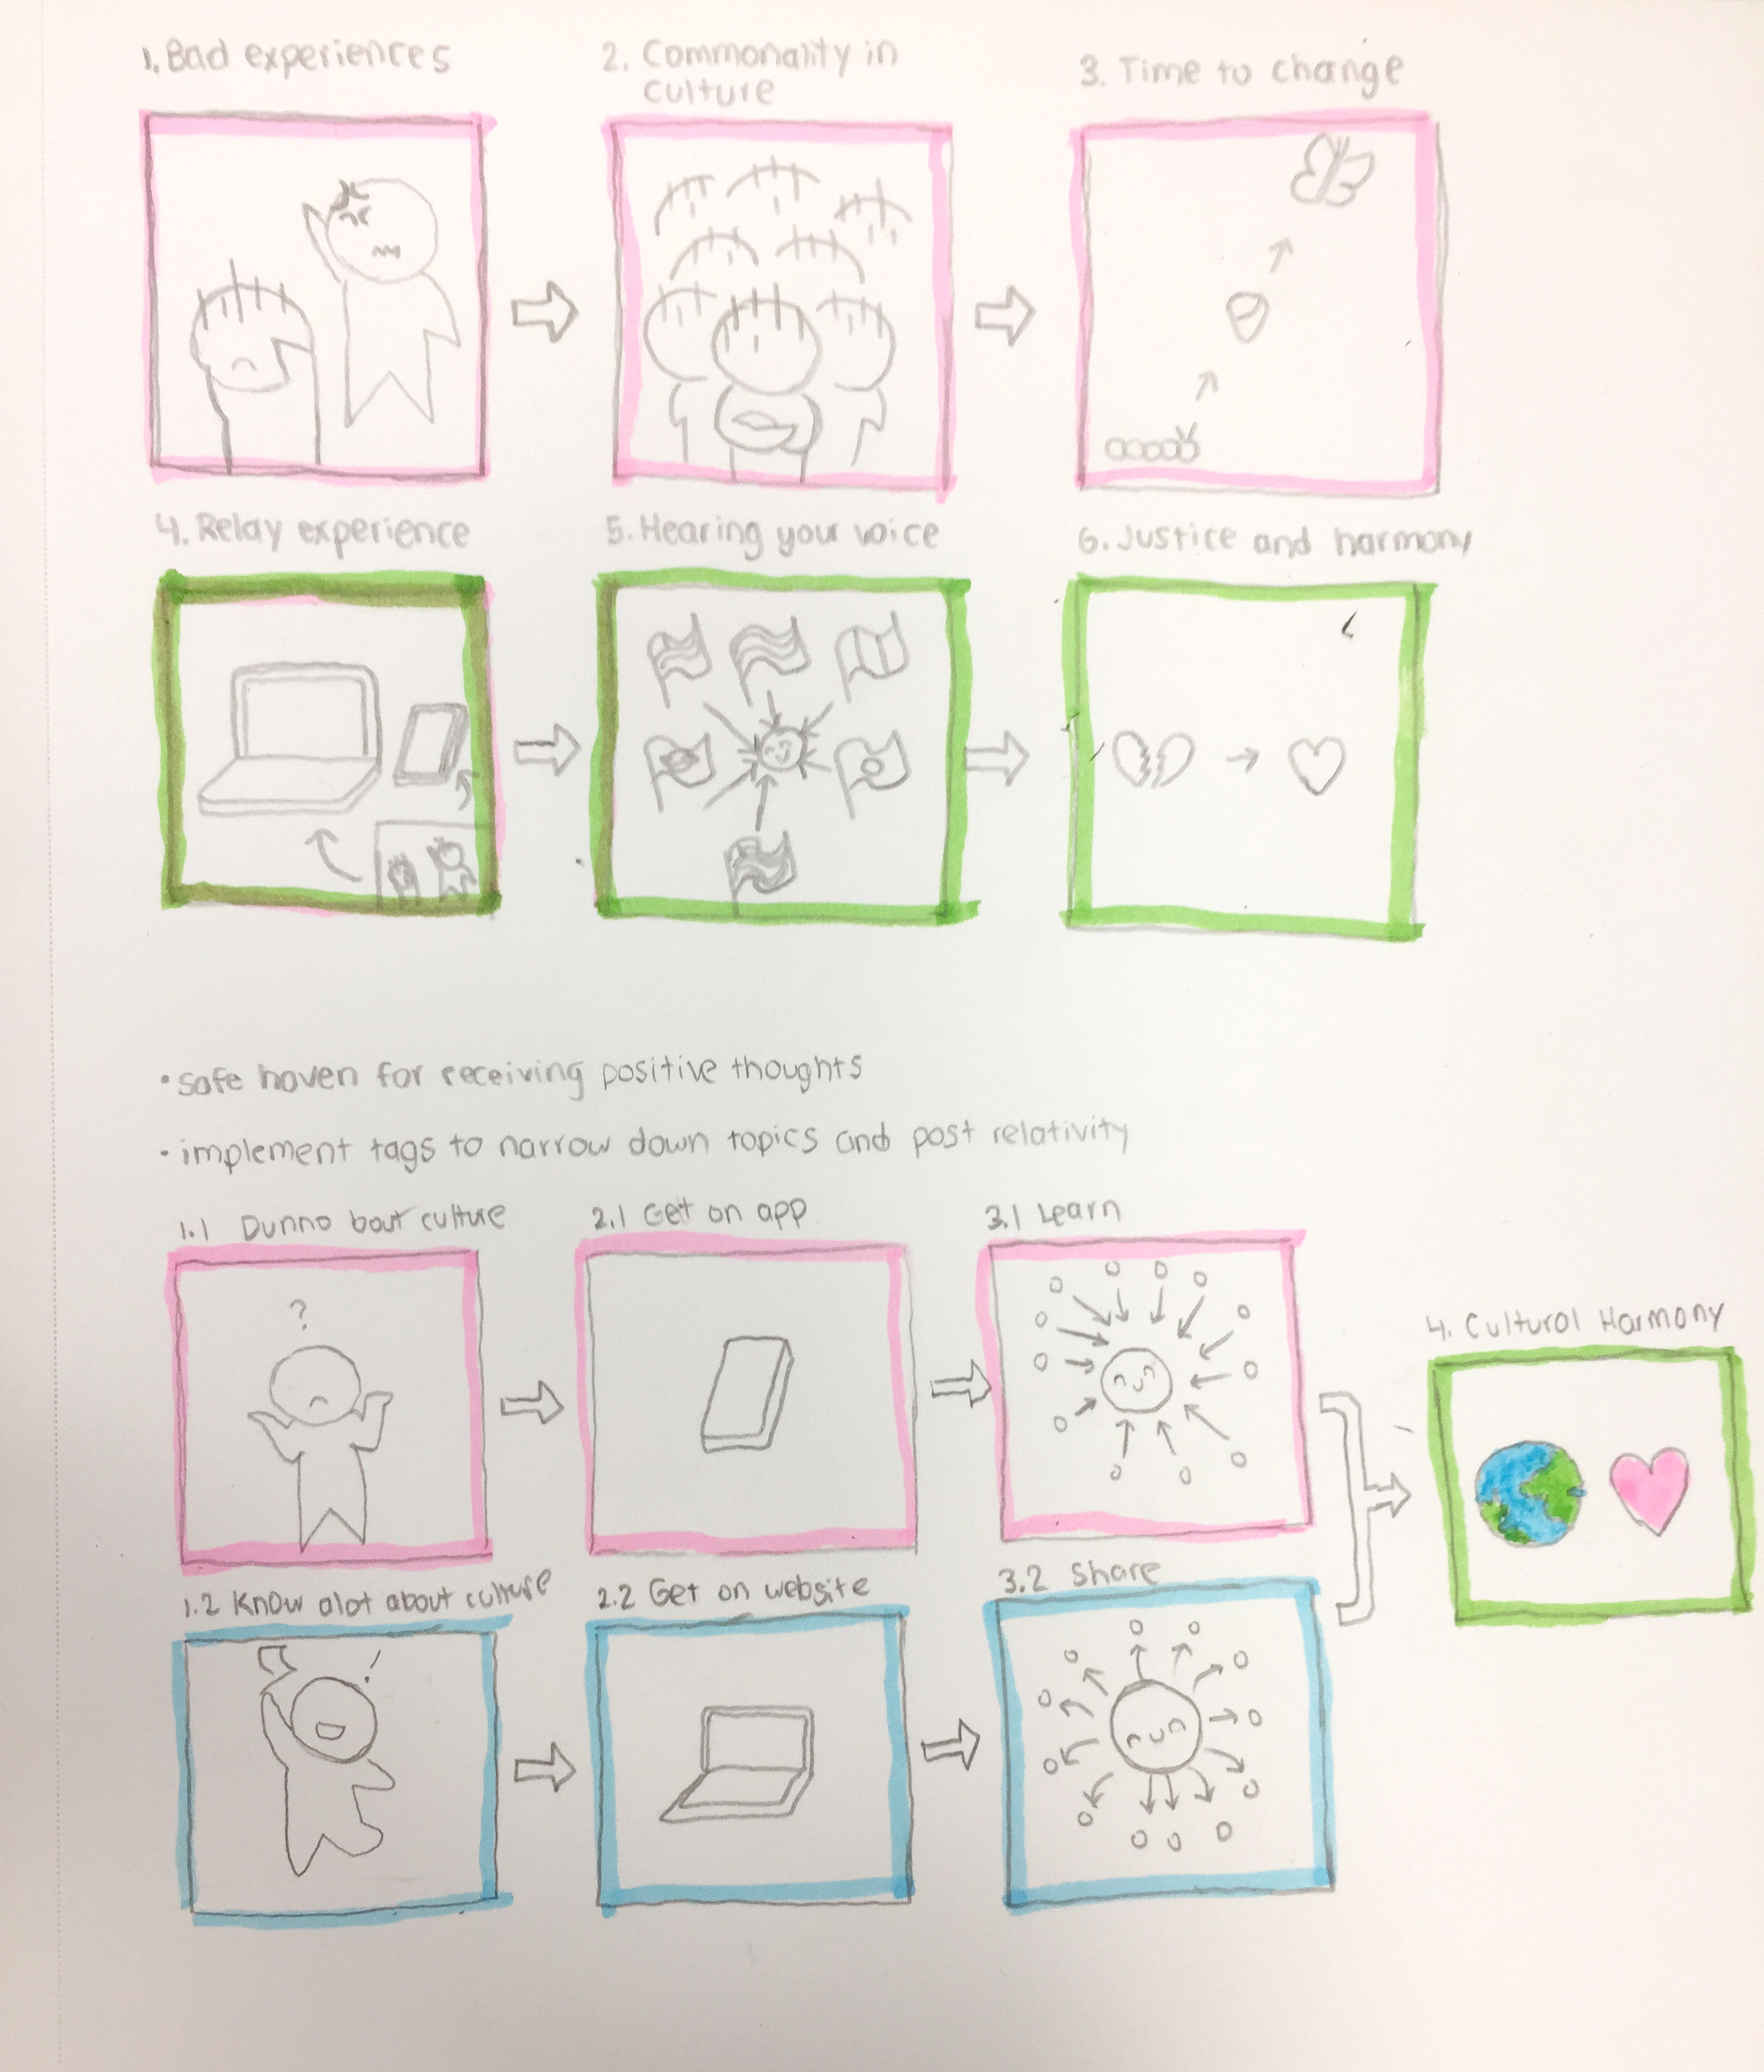 1. Bad experiences
2. Commonality in
culture
3. Time to change
4. Relay experience
5. Hearing your voice
6. Justice and harmony
• safe haven for receiving positive thoughts
• implement tags to narrow down topics and post relativity
1.1 Dunno bout culture
2.1 Get on app
3.1 Learn
?
4. Cultural Harmony
1.2 Know alot about culture
2.2 Get on website
3.2 Share
!